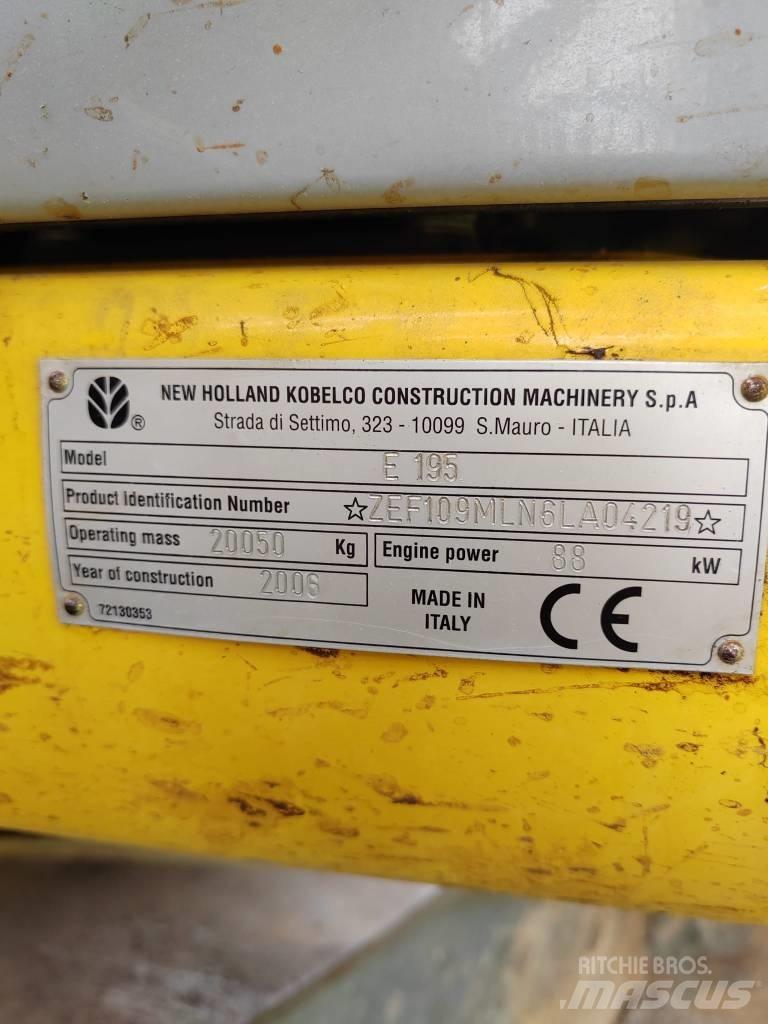 ® NEW HOLLAND KOBELCO CONSTRUCTION MACHINERY S.p.A
Strada di Settimo, 323 - 10099 S.Mauro - ITALIA
Model E 195
Product Identification Number ☆ZEF109MLN6LA04219☆
Operating mass 20050 Kg Engine power 88 kW
Year of construction 2006
MADE IN
ITALY
CE
72130353
RITCHIE BROS.
MASCUS